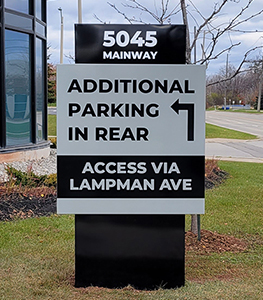 5045
MAINWAY
ADDITIONAL
PARKING
IN REAR
ACCESS VIA
LAMPMAN AVE